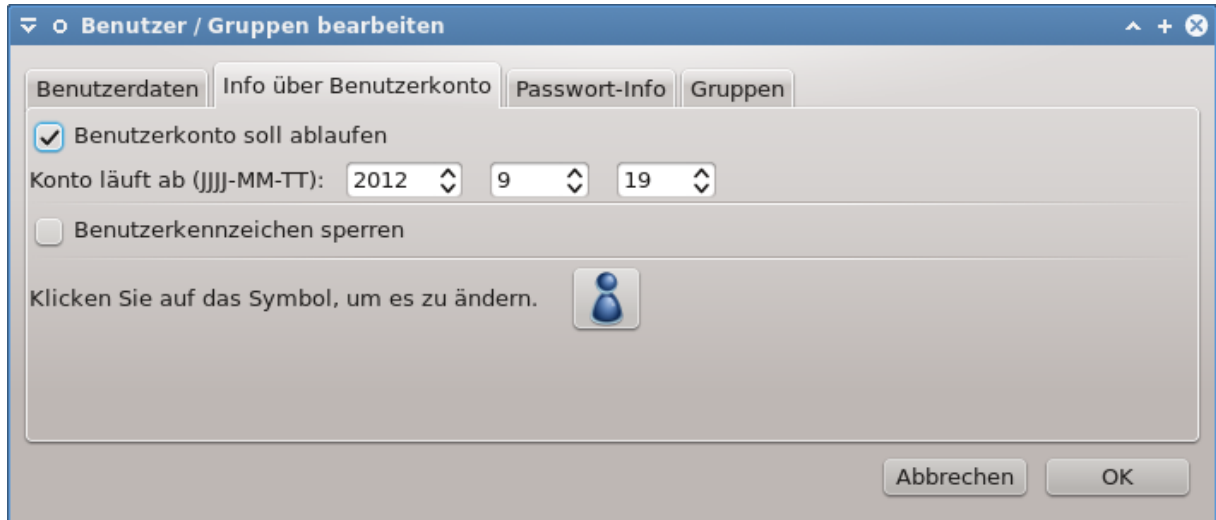 Benutzer / Gruppen bearbeiten
Benutzerdaten Info über Benutzerkonto Passwort-Info Gruppen
Benutzerkonto soll ablaufen
Konto läuft ab (JJJJ-MM-TT): 2012 9 19
Benutzerkennzeichen sperren
Klicken Sie auf das Symbol, um es zu ändern.
Abbrechen OK